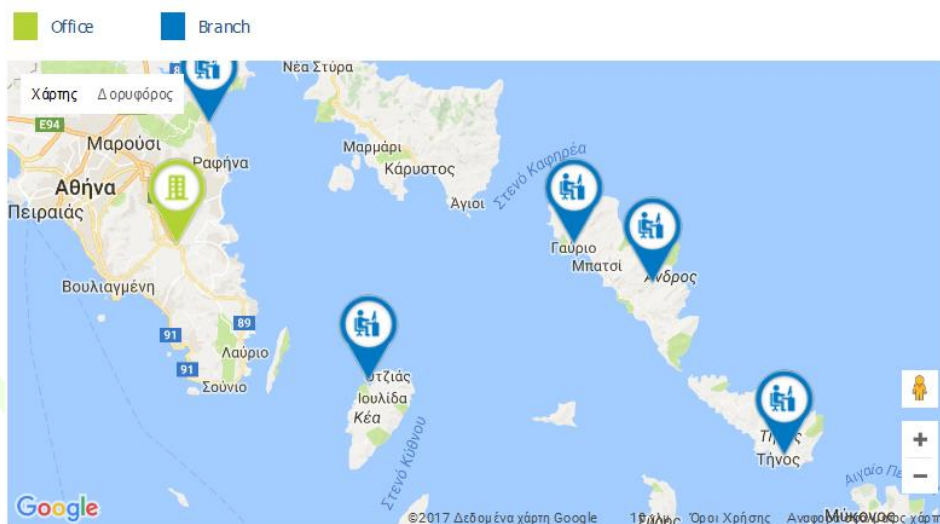 Office Branch
Νέα Στύρα
Χάρτης Δορυφόρος
E94
Μαρούσι
Ραφήνα
Μαρμάρι
Κάρυστος
Στενό Καφηρέα
Αθήνα
Άγιοι
Πειραιάς
Γαύριο
Μπατσί
Άνδρος
Βουλιαγμένη
89
91
Λαύριο
91
Σούνιο
Ιουλίδα
Κέα
Στενό Κύθνου
Τήνος
Τήνος
Google
©2017 Δεδομένα χάρτη Google
Όροι Χρήσης
Μύκονος